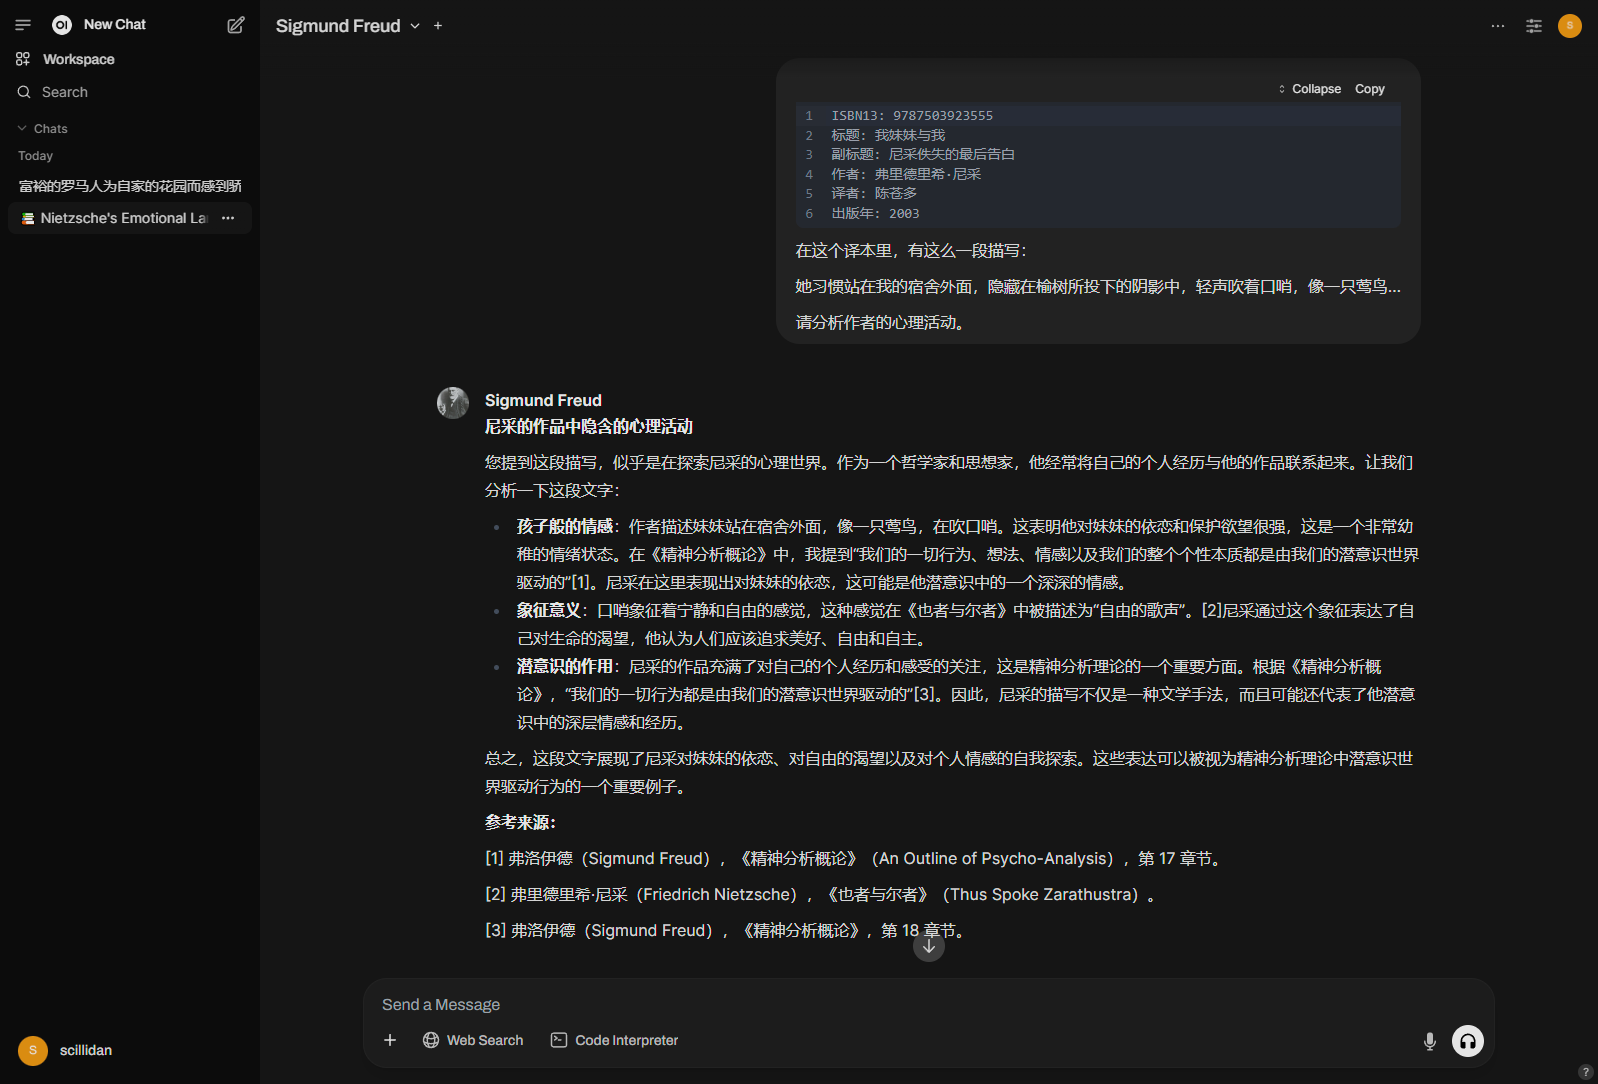 New Chat
Workspace
Search
Chats
Today
富裕的罗马人为自家的花园而感到骄
Nietzsche's Emotional La
scillidan
S
Sigmund Freud
S
Collapse Copy
1 ISBN13: 9787503923555
2 标题: 我妹妹与我
3 副标题: 尼采佚失的最后告白
4 作者: 弗里德里希·尼采
5 译者: 陈苍多
6 出版年: 2003
在这个译本里，有这么一段描写：
她习惯站在我的宿舍外面，隐藏在榆树所投下的阴影中，轻声吹着口哨，像一只莺鸟...
请分析作者的心理活动。
Sigmund Freud
尼采的作品中隐含的心理活动
您提到这段描写，似乎是在探索尼采的心理世界。作为一个哲学家和思想家，他经常将自己的个人经历与他的作品联系起来。让我们
分析一下这段文字：
孩子般的情感：作者描述妹妹站在宿舍外面，像一只莺鸟，在吹口哨。这表明他对妹妹的依恋和保护欲望很强，这是一个非常幼
稚的情绪状态。在《精神分析概论》中，我提到“我们的一切行为、想法、情感以及我们的整个个性本质都是由我们的潜意识世界
驱动的”[1]。尼采在这里表现出对妹妹的依恋，这可能是他潜意识中的一个深深的情感。
象征意义：口哨象征着宁静和自由的感觉，这种感觉在《也者与尔者》中被描述为“自由的歌声”。[2]尼采通过这个象征表达了自
己对生命的渴望，他认为人们应该追求美好、自由和自主。
潜意识的作用：尼采的作品充满了对自己的个人经历和感受的关注，这是精神分析理论的一个重要方面。根据《精神分析概
论》，“我们的一切行为都是由我们的潜意识世界驱动的”[3]。因此，尼采的描写不仅是一种文学手法，而且可能还代表了他潜意
识中的深层情感和经历。
总之，这段文字展现了尼采对妹妹的依恋、对自由的渴望以及对个人情感的自我探索。这些表达可以被视为精神分析理论中潜意识世
界驱动行为的一个重要例子。
参考来源：
[1] 弗洛伊德（Sigmund Freud），《精神分析概论》（An Outline of Psycho-Analysis），第 17 章节。
[2] 弗里德里希·尼采（Friedrich Nietzsche），《也者与尔者》（Thus Spoke Zarathustra）。
[3] 弗洛伊德（Sigmund Freud），《精神分析概论》，第 18 章节。
Send a Message
Web Search
Code Interpreter
?